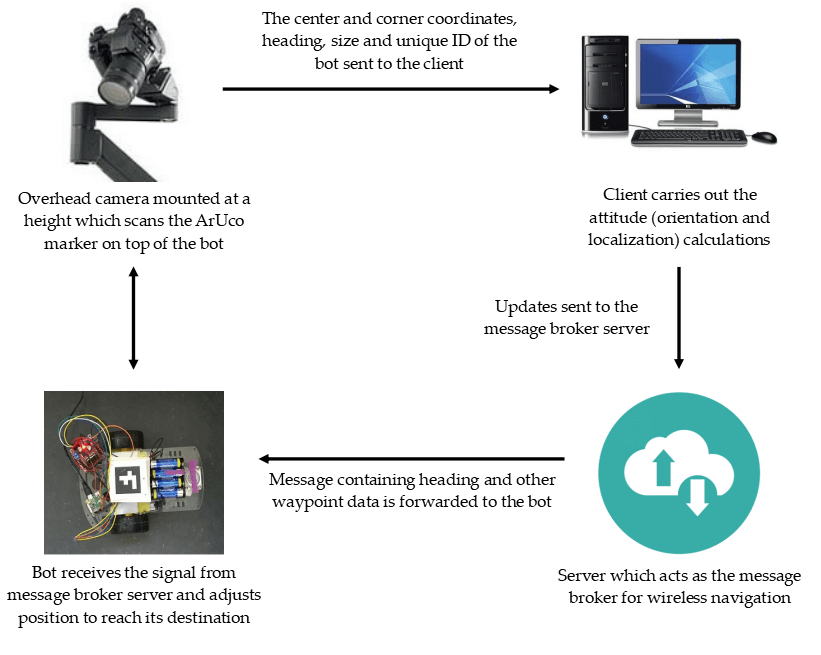 The center and corner coordinates,
heading, size and unique ID of the
bot sent to the client
Overhead camera mounted at a
height which scans the ArUco
marker on top of the bot
Client carries out the
attitude (orientation and
localization) calculations
Updates sent to the
message broker server
Message containing heading and other
waypoint data is forwarded to the bot
Bot receives the signal from
message broker server and adjusts
position to reach its destination
Server which acts as the message
broker for wireless navigation